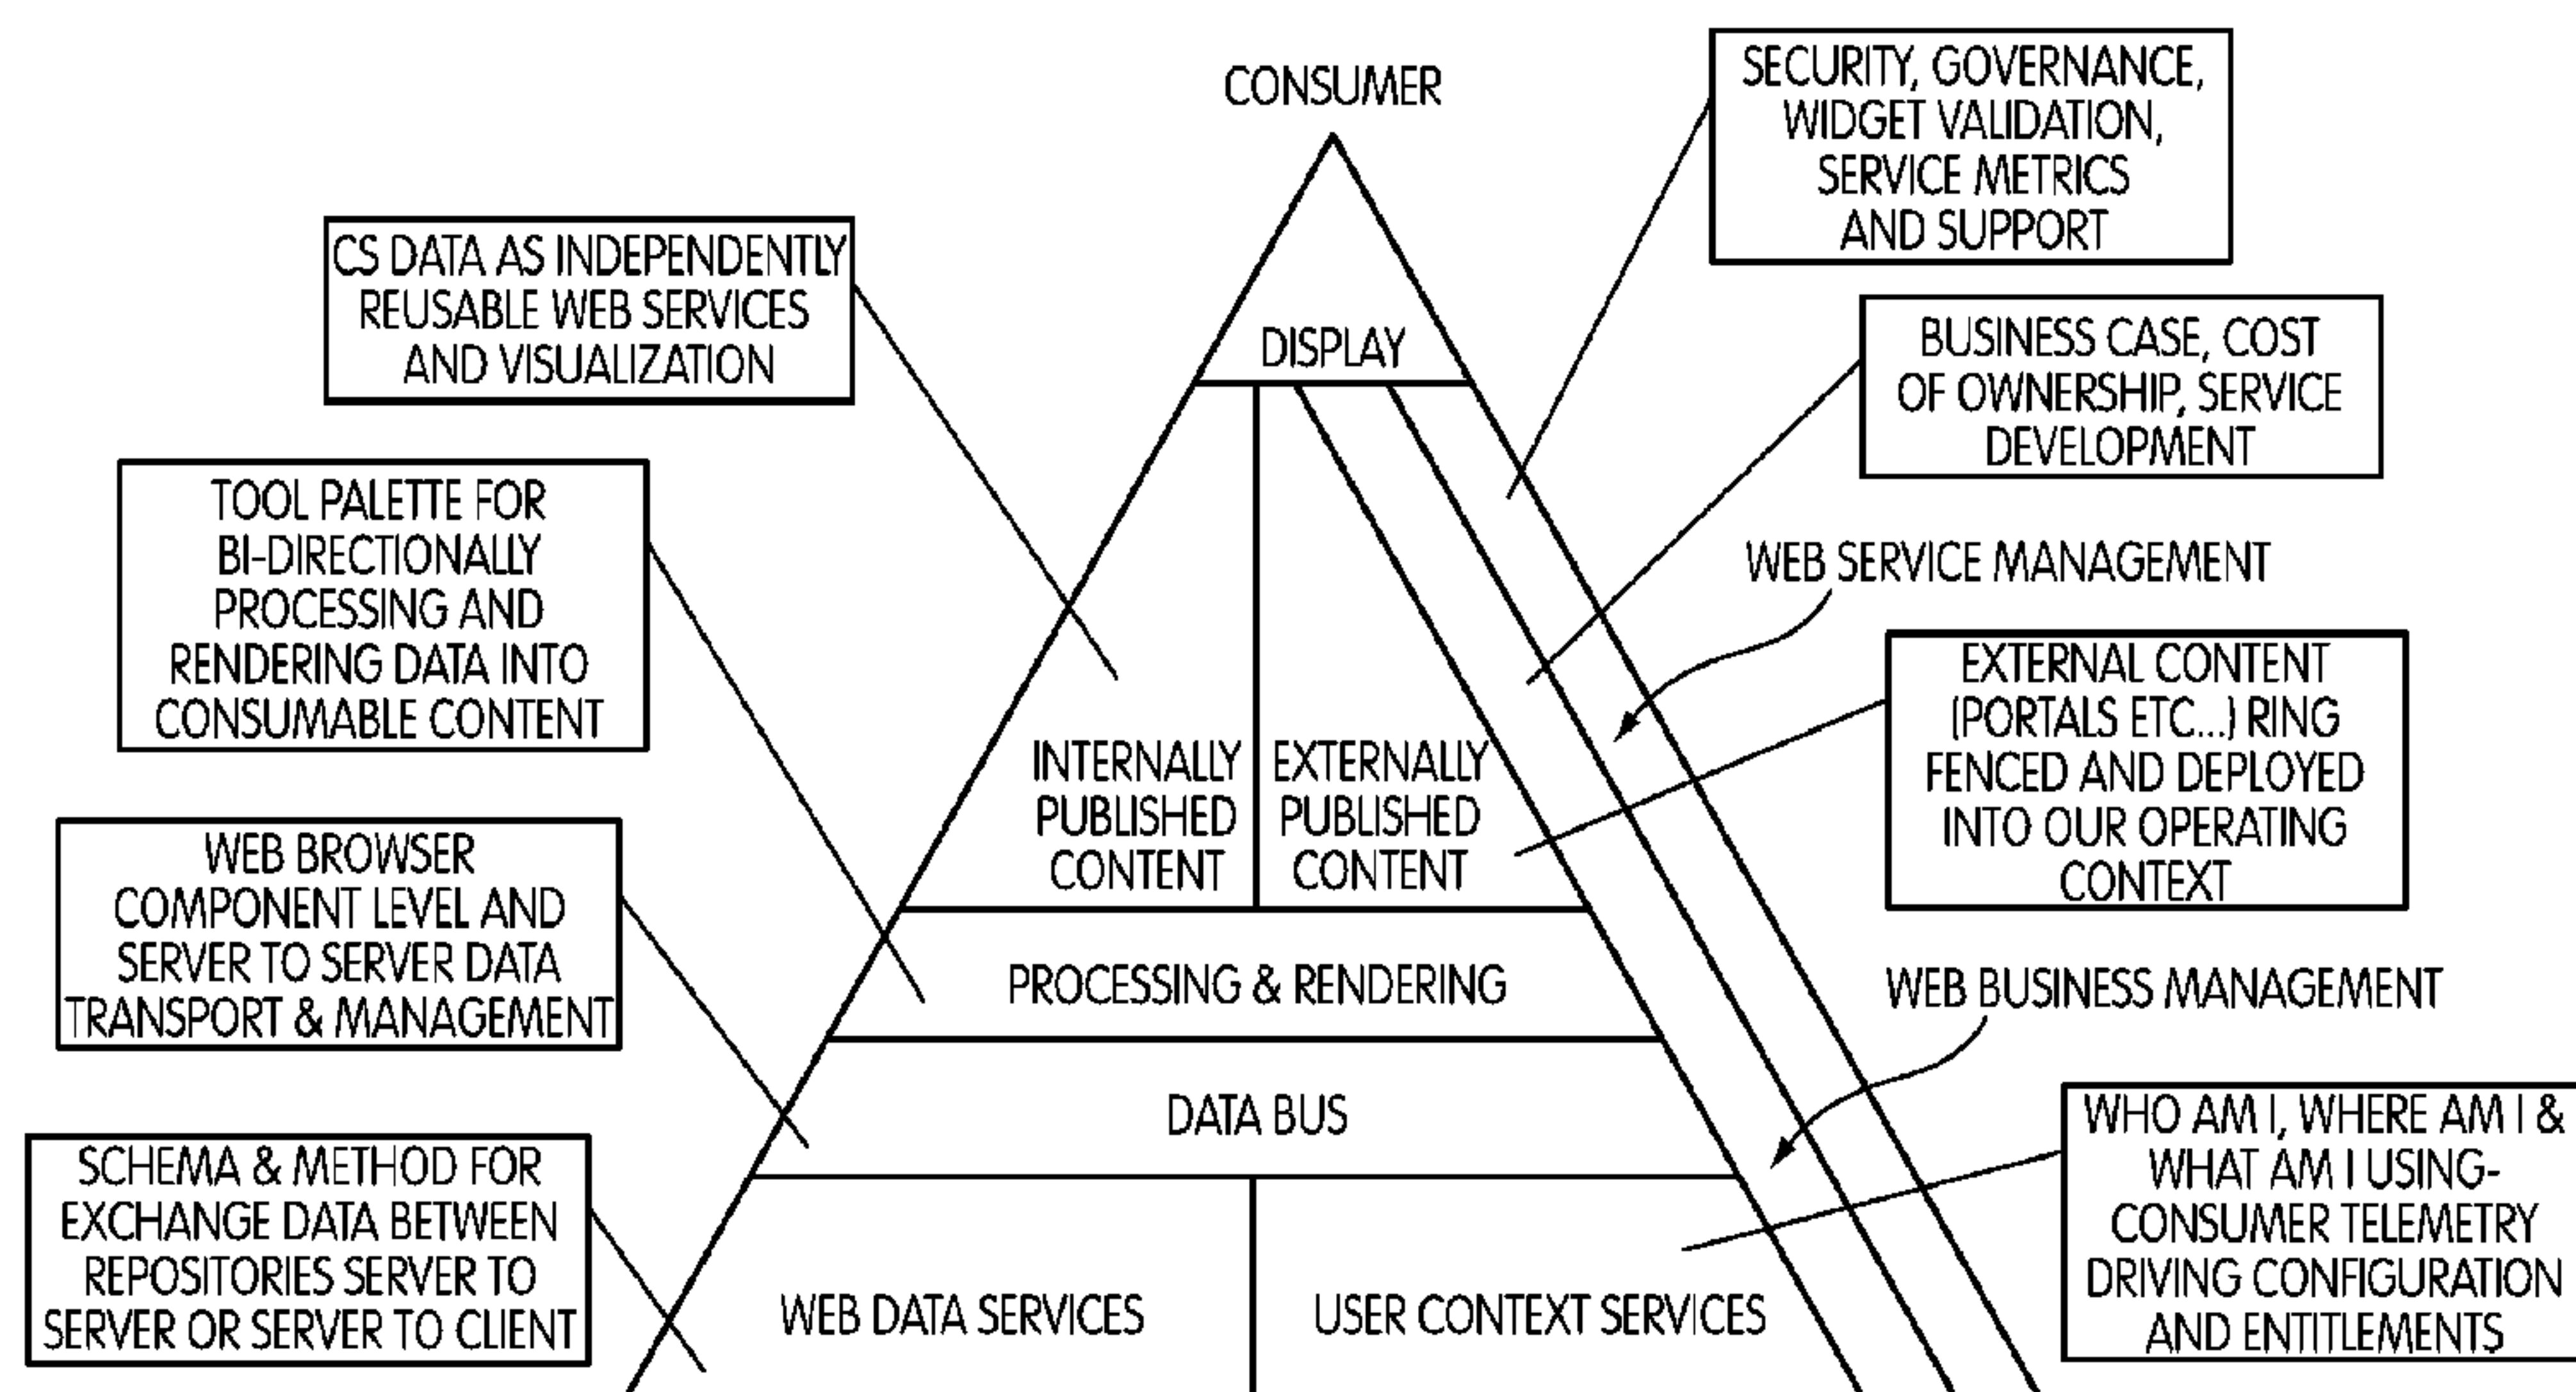 CONSUMER
SECURITY, GOVERNANCE,
WIDGET VALIDATION,
SERVICE METRICS
AND SUPPORT
CS DATA AS INDEPENDENTLY
REUSABLE WEB SERVICES
AND VISUALIZATION
DISPLAY
BUSINESS CASE, COST
OF OWNERSHIP, SERVICE
DEVELOPMENT
TOOL PALETTE FOR
BI-DIRECTIONALLY
PROCESSING AND
RENDERING DATA INTO
CONSUMABLE CONTENT
WEB SERVICE MANAGEMENT
EXTERNAL CONTENT
(PORTALS ETC...) RING
FENCED AND DEPLOYED
INTO OUR OPERATING
CONTEXT
INTERNALLY
PUBLISHED
CONTENT
EXTERNALLY
PUBLISHED
CONTENT
WEB BROWSER
COMPONENT LEVEL AND
SERVER TO SERVER DATA
TRANSPORT & MANAGEMENT
PROCESSING & RENDERING
WEB BUSINESS MANAGEMENT
DATA BUS
WHO AM I, WHERE AM I &
WHAT AM I USING-
CONSUMER TELEMETRY
DRIVING CONFIGURATION
AND ENTITLEMENTS
SCHEMA & METHOD FOR
EXCHANGE DATA BETWEEN
REPOSITORIES SERVER TO
SERVER OR SERVER TO CLIENT
WEB DATA SERVICES
USER CONTEXT SERVICES